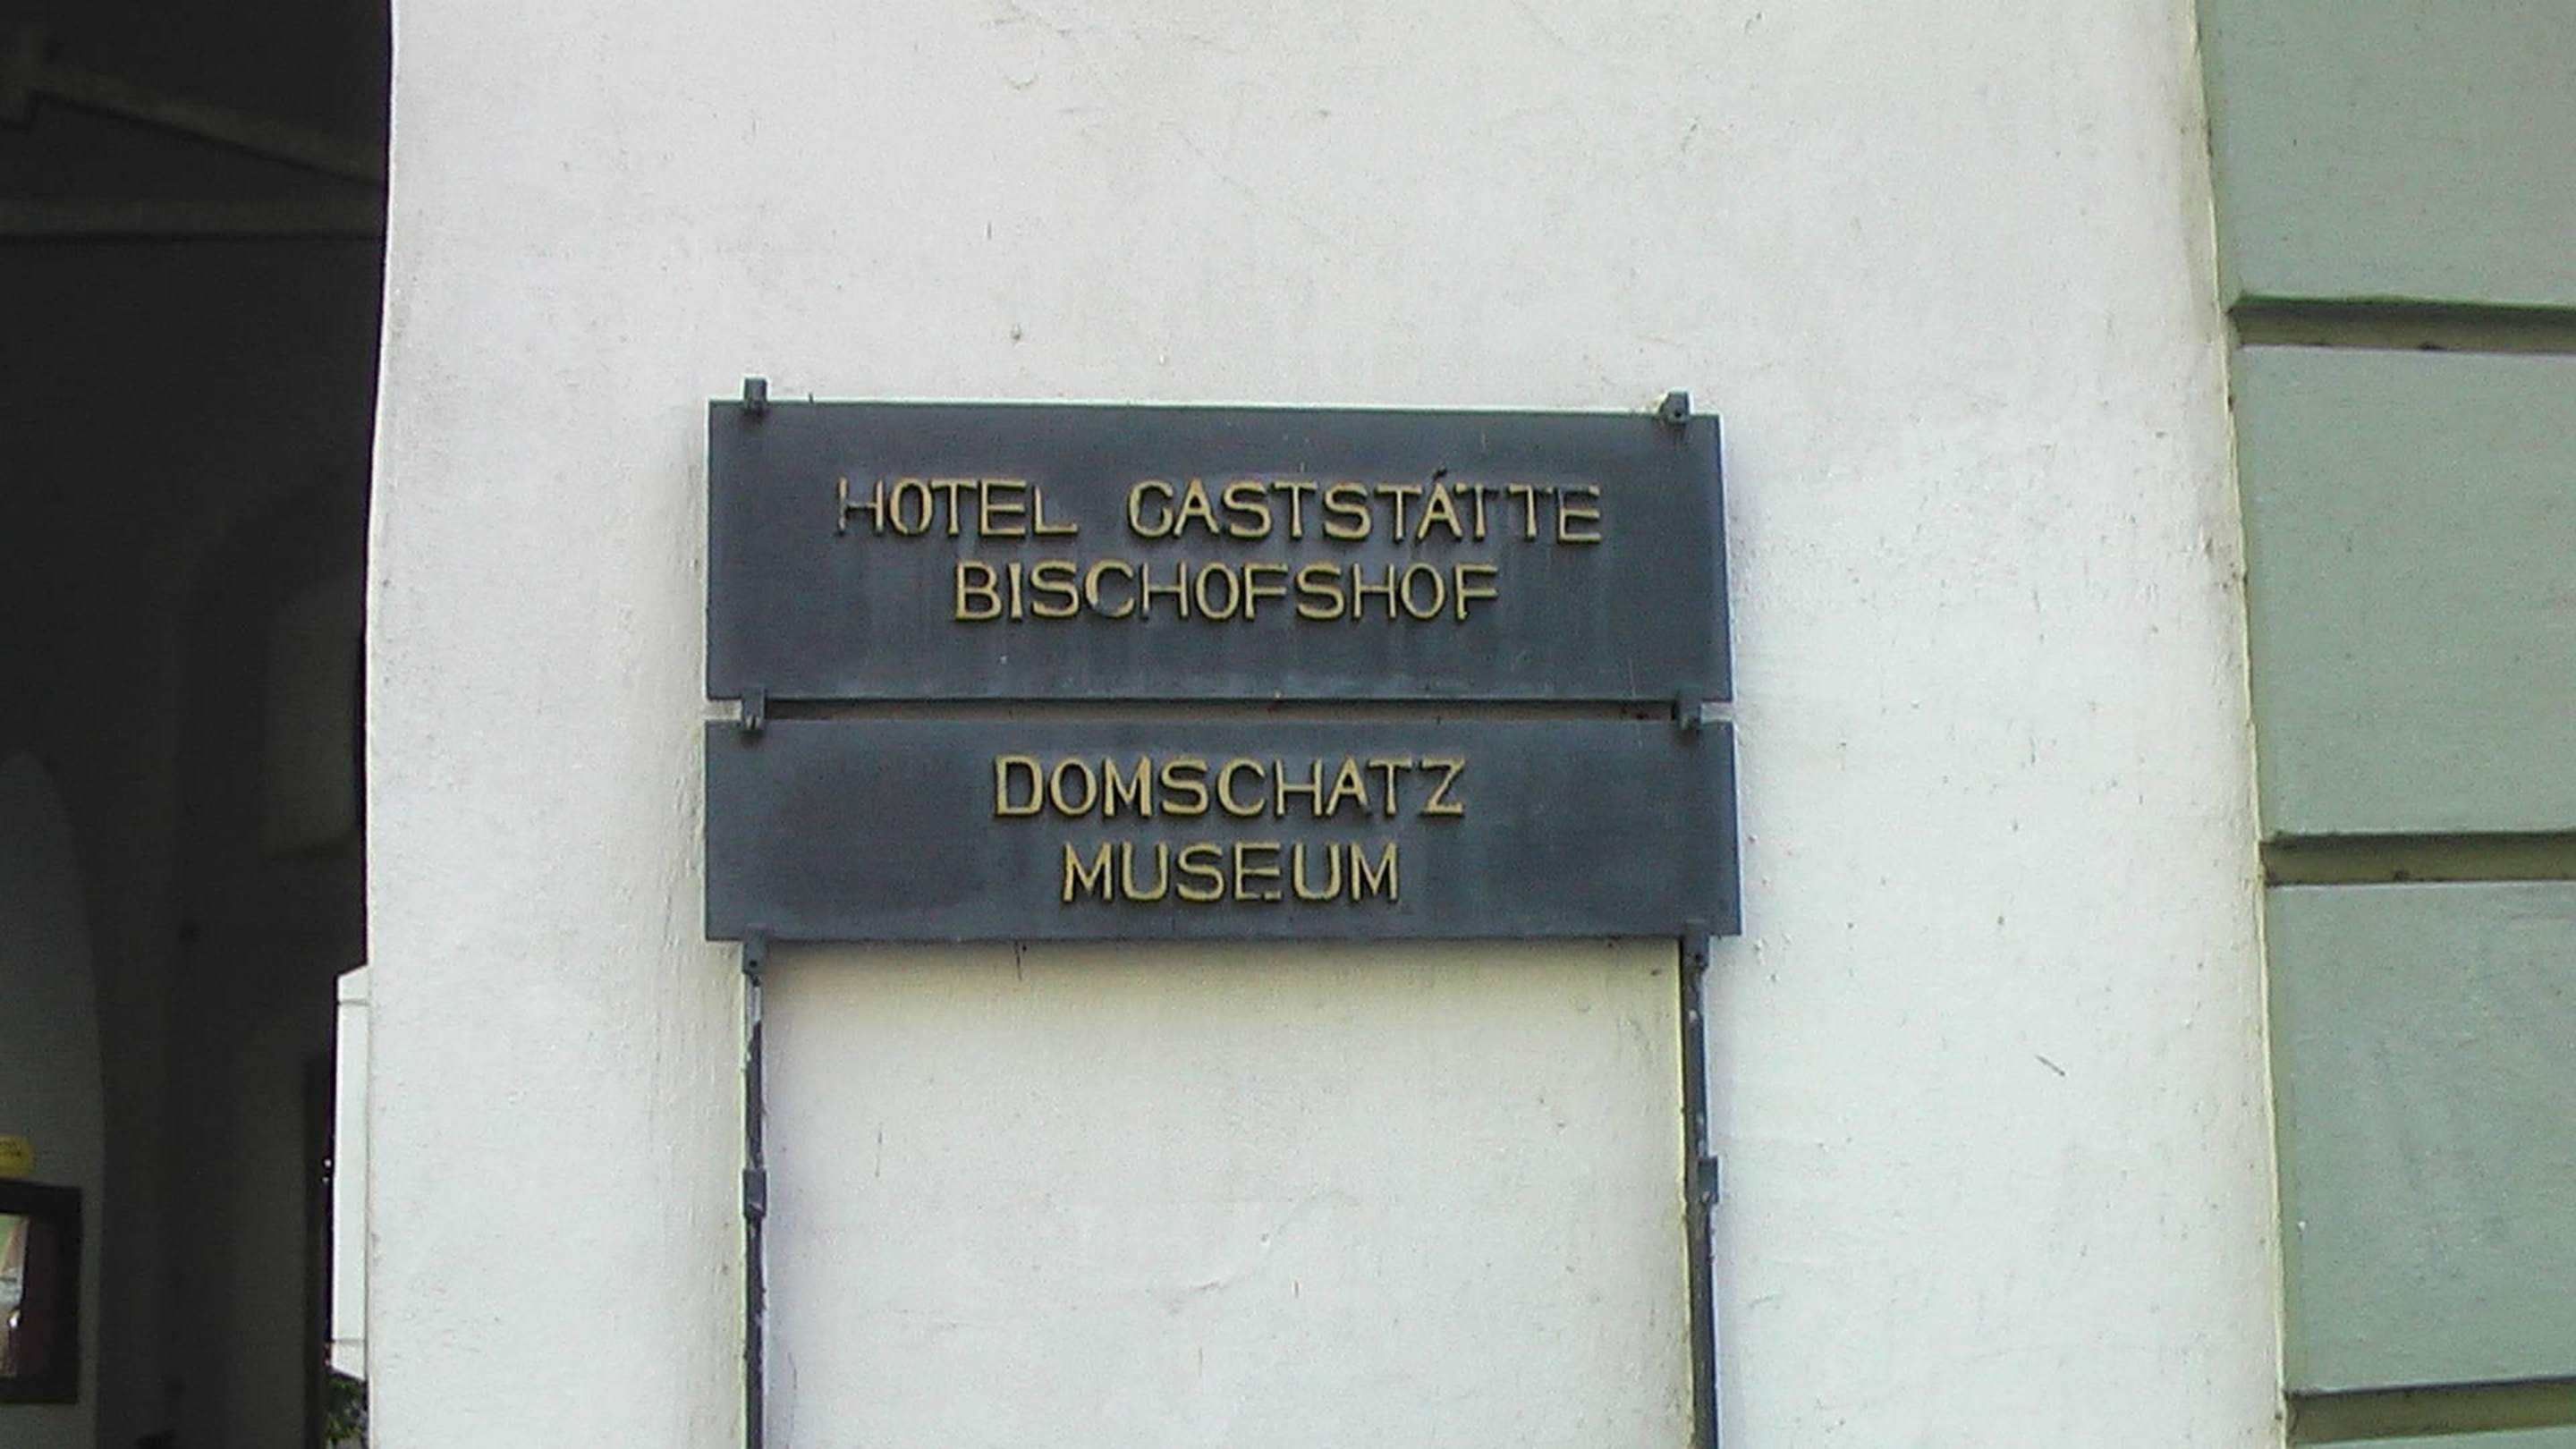 HOTEL GASTSTÄTTE
BISCHOFSHOF
DOMSCHATZ
MUSEUM